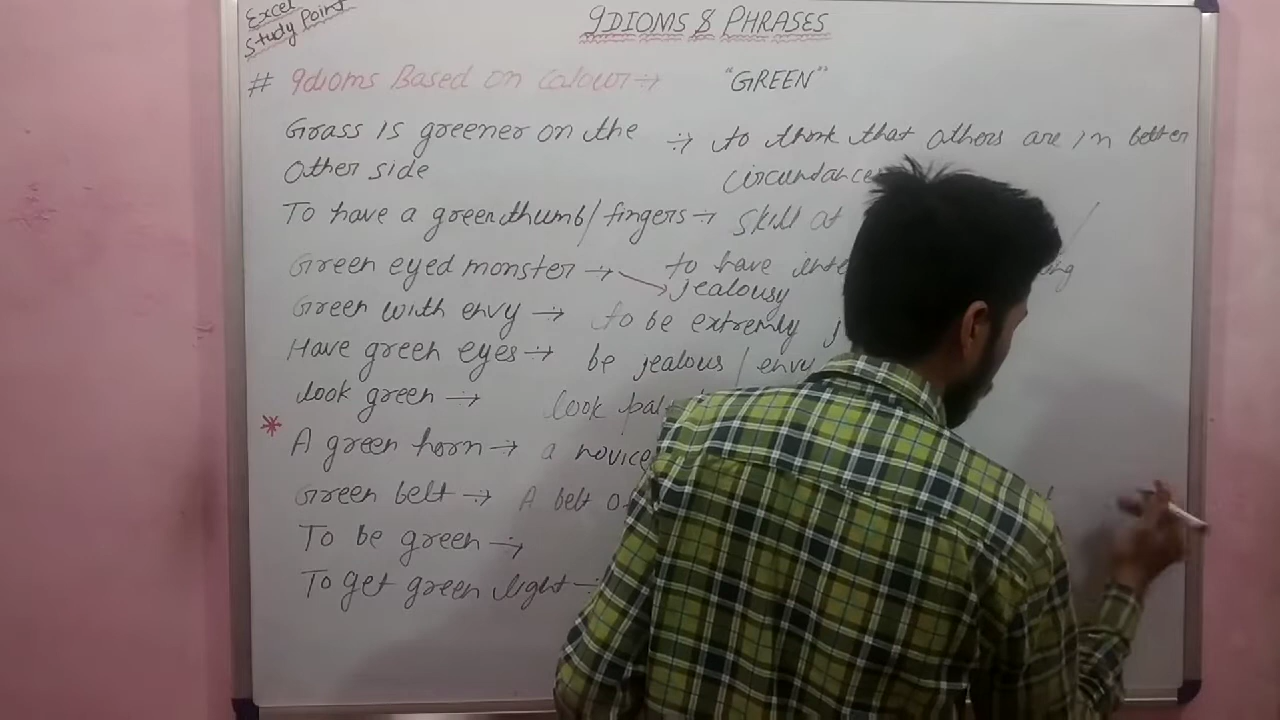 Excel
Study Point
IDIOMS & PHRASES
# Idioms Based on Colour → "GREEN"
Grass is greener on the
other side
÷ to think that others are in better
To have a green thumb/ fingers → skill at
Green eyed monster → to have
jealousy
Green with envy → to be extremly
Have green eyes → be jealous / envy
look green → look
* A green horn → a novice
Green belt → A belt
To be green →
To get green light